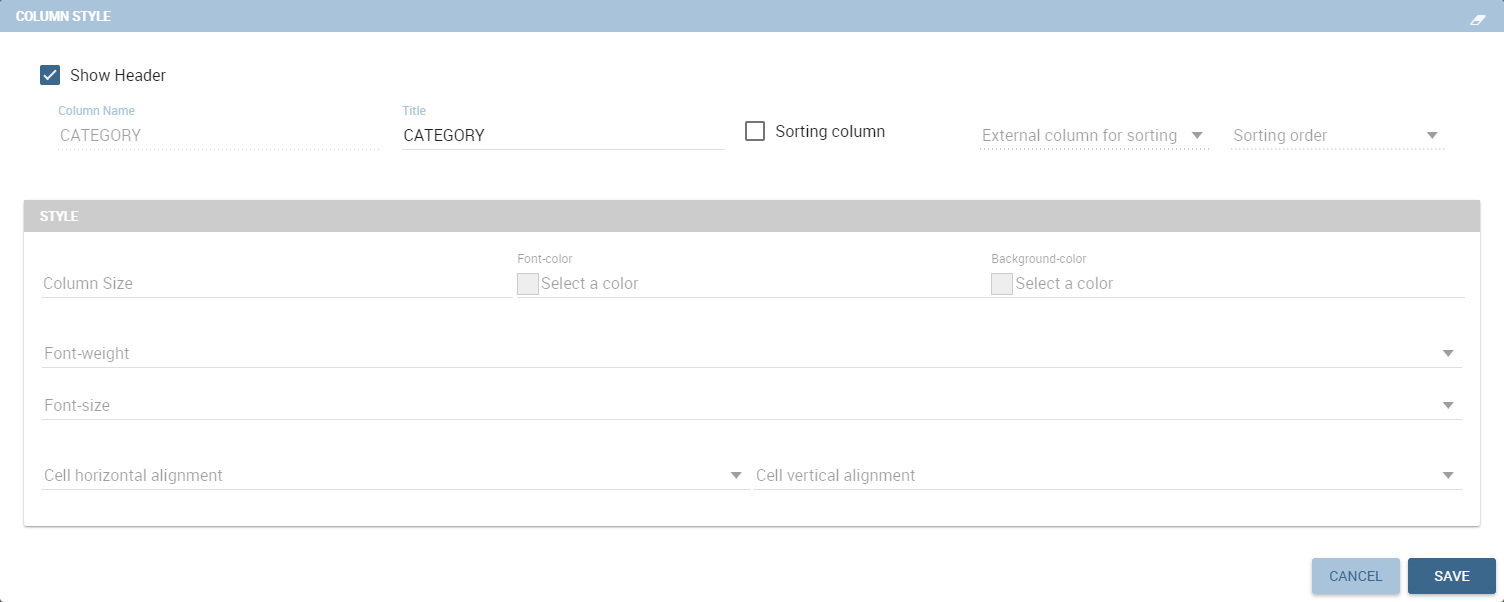 COLUMN STYLE
Show Header
Column Name
CATEGORY
Title
CATEGORY
Sorting column
External column for sorting
Sorting order
STYLE
Column Size
Font-color
Select a color
Background-color
Select a color
Font-weight
Font-size
Cell horizontal alignment
Cell vertical alignment
CANCEL
SAVE